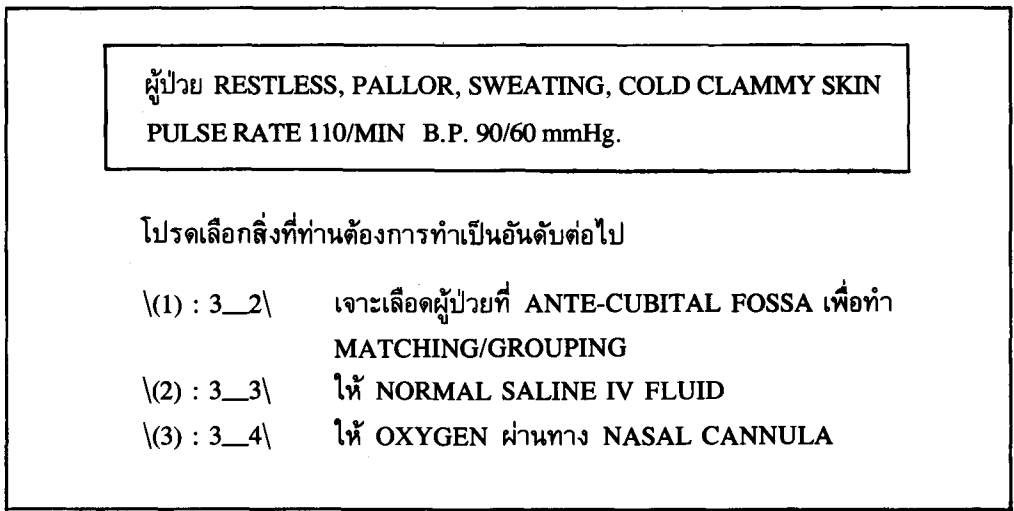 ผู้ป่วย RESTLESS, PALLOR, SWEATING, COLD CLAMMY SKIN
PULSE RATE 110/MIN B.P. 90/60 mmHg.
โปรดเลือกสิ่งที่ท่านต้องการทำเป็นอันดับต่อไป
\(1) : 3__2\ เจาะเลือดผู้ป่วยที่ ANTE-CUBITAL FOSSA เพื่อทำ
MATCHING/GROUPING
\(2) : 3__3\ ให้ NORMAL SALINE IV FLUID
\(3) : 3__4\ ให้ OXYGEN ผ่านทาง NASAL CANNULA